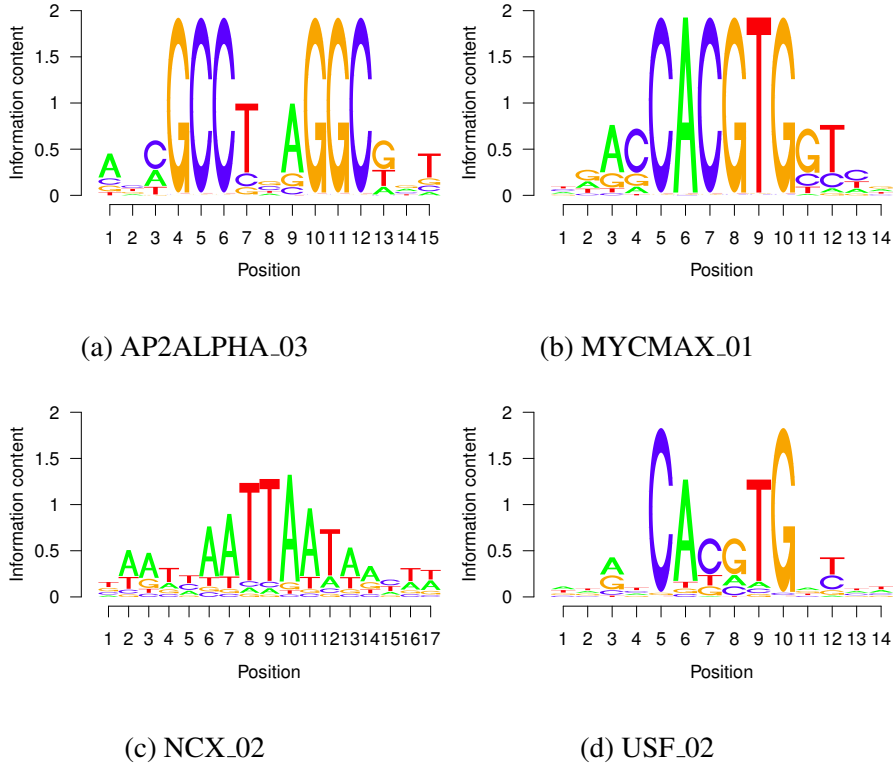 2
1.5
1
0.5
0
Information content
GCCT AGGC
1 2 3 4 5 6 7 8 9 10 11 12 13 14 15
Position
(a) AP2ALPHA_03
2
1.5
1
0.5
0
Information content
ACCACGTGGT
1 2 3 4 5 6 7 8 9 10 11 12 13 14
Position
(b) MYCMAX_01
2
1.5
1
0.5
0
Information content
AATTAAT
1 2 3 4 5 6 7 8 9 10 11 12 13 14 15 16 17
Position
(c) NCX_02
2
1.5
1
0.5
0
Information content
CACGTG
1 2 3 4 5 6 7 8 9 10 11 12 13 14
Position
(d) USF_02